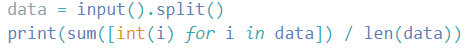 data = input().split()
print(sum([int(i) for i in data]) / len(data))